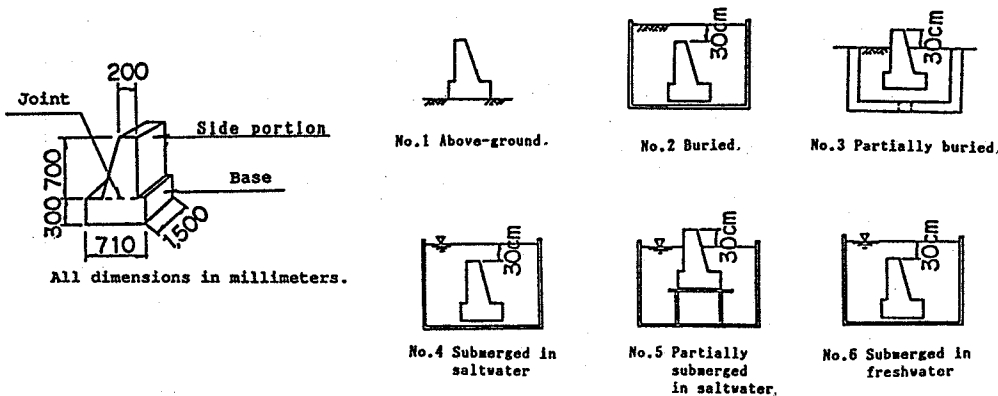 200
Joint
Side portion
Base
700
300
710
1,500
All dimensions in millimeters.
No.1 Above-ground.
30cm
No.2 Buried.
30cm
No.3 Partially buried.
30cm
No.4 Submerged in
saltwater
30cm
No.5 Partially
submerged
in saltwater.
30cm
No.6 Submerged in
freshwater